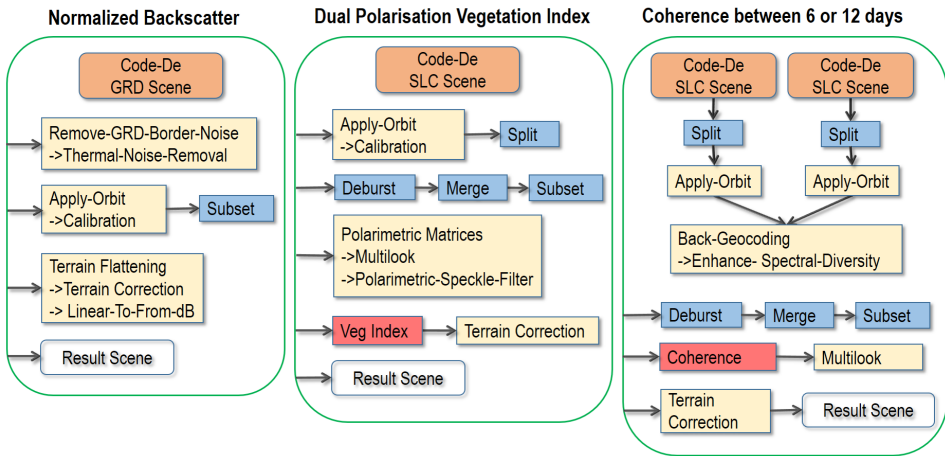 Normalized Backscatter
Code-De
GRD Scene
Remove-GRD-Border-Noise
->Thermal-Noise-Removal
Apply-Orbit
->Calibration
Subset
Terrain Flattening
->Terrain Correction
-> Linear-To-From-dB
Result Scene
Dual Polarisation Vegetation Index
Code-De
SLC Scene
Apply-Orbit
->Calibration
Split
Deburst
Merge
Subset
Polarimetric Matrices
->Multilook
->Polarimetric-Speckle-Filter
Veg Index
Terrain Correction
Result Scene
Coherence between 6 or 12 days
Code-De
SLC Scene
Code-De
SLC Scene
Split
Split
Apply-Orbit
Apply-Orbit
Back-Geocoding
->Enhance- Spectral-Diversity
Deburst
Merge
Subset
Coherence
Multilook
Terrain
Correction
Result Scene